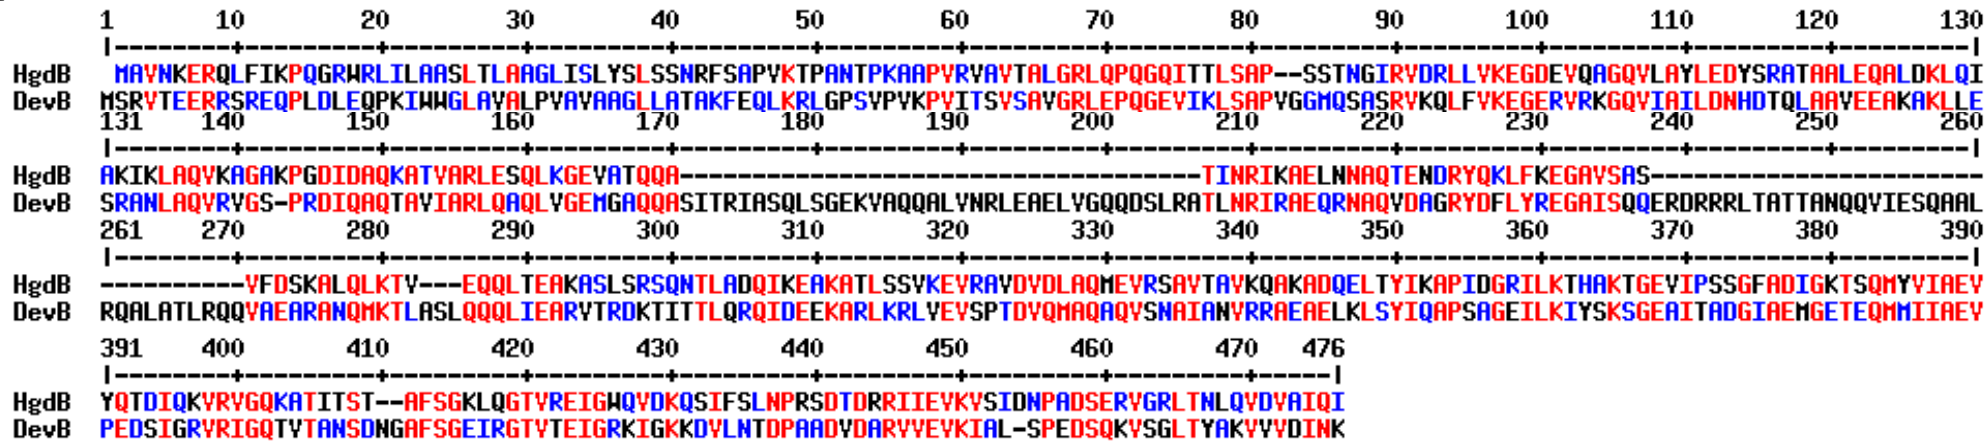 1 10 20 30 40 50 60 70 80 90 100 110 120 130
|--------+---------+---------+---------+---------+---------+---------+---------+---------+---------+---------+---------+---------|
HgdB MAVNKERQLFIKPQGRWRLILAASLTLAAGLISLYSLSSNRFSAPVKTPANTPKAAPVRVAVTALGRLQPQGQITTLSAP--SSTNGIRVDRLLVKEGDEVQAGQVLAYLEDYSRATAALEQALDKLQI
DevB MSRVTEERRSREQPLDLEQPKIWWGLAVALPVAVAAGLLATAKFEQLKRLGPSVPVKPVITSVSAVGRLEPQGEVIKLSAPVGGMQSASRVKQLFVKEGERVRKGQVIAILDNHDTQLAAVEEAKAKLLE
131 140 150 160 170 180 190 200 210 220 230 240 250 260
|--------+---------+---------+---------+---------+---------+---------+---------+---------+---------+---------+---------+---------|
HgdB AKIKLAQVKAGAKPGDIDAQKATVARLESQLKGEVATQQA-----------------------------------------------TINRIKAELNNAQTENDRYQKLFKEGAVSAS------------------------------
DevB SRANLAQVRVGS-PRDIQAQTAVIARLQAQLVGEMGAQQASITRIASQLSGEKVAQQALVNRLEAELVGQQDSLRATLNRIRAEQRNAQVDAGRYDFLYREGAISQQERDRRRLTATTANQQVIESQAAL
261 270 280 290 300 310 320 330 340 350 360 370 380 390
|--------+---------+---------+---------+---------+---------+---------+---------+---------+---------+---------+---------+---------|
HgdB ----------VFDSKALQLKTV---EQQLTEAKASLSRSQNTLADQIKEAKATLSSVKEVRAVDVDLAQMEVRSAVTAVKQAKADQELTYIKAPIDGRILKTHAKTGEVIPSSGFADIGKTSQMYVIAEV
DevB RQALATLRQQVAEARANQMKTLASLQQQLIEARVTRDKTITTLQRQIDEEKARLKRLVEVSPTDVQMAQAQVSNAIANVRRAEAELKLSYIQAPSAGEILKIYSKSGEAITADGIAEMGETEQMMIIAEV
391 400 410 420 430 440 450 460 470 476
|--------+---------+---------+---------+---------+---------+---------+---------+-----|
HgdB YQTDIQKVRVGQKATITST--AFSGKLQGTVREIGWQVDKQSIFSLNPRSDTDRRIIEVKVSIDNPADSERVGRLTNLQVDVAIQI
DevB PEDSIGRVRIGQTVTANSDNGAFSGEIRGTVTEIGRKIGKKDVLNTDPAADVDARVVEVKIAL-SPEDSQKVSGLTYAKVVVDINK